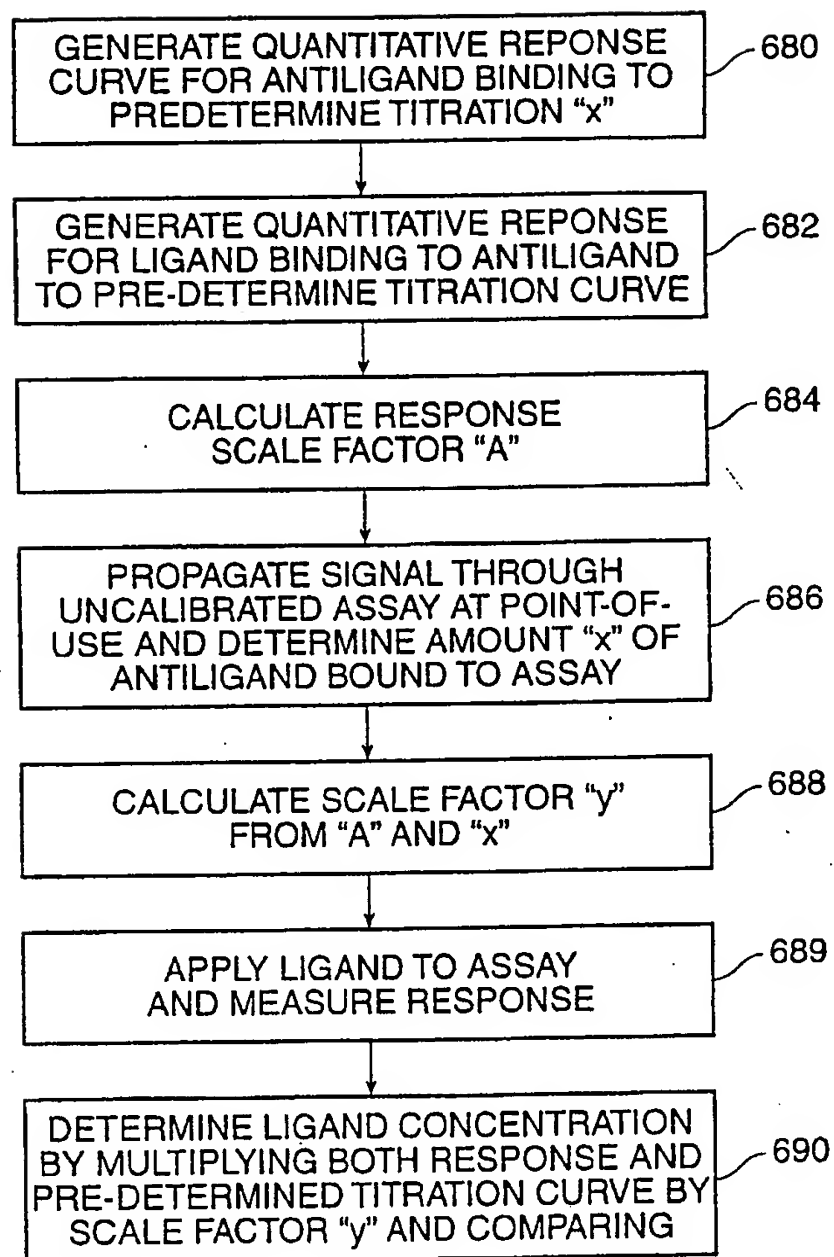 GENERATE QUANTITATIVE REPONSE
CURVE FOR ANTILIGAND BINDING TO
PREDETERMINE TITRATION “x”
680
GENERATE QUANTITATIVE REPONSE
FOR LIGAND BINDING TO ANTILIGAND
TO PRE-DETERMINE TITRATION CURVE
682
CALCULATE RESPONSE
SCALE FACTOR “A”
684
PROPAGATE SIGNAL THROUGH
UNCALIBRATED ASSAY AT POINT-OF-
USE AND DETERMINE AMOUNT “x” OF
ANTILIGAND BOUND TO ASSAY
686
CALCULATE SCALE FACTOR “y”
FROM “A” AND “x”
688
APPLY LIGAND TO ASSAY
AND MEASURE RESPONSE
689
DETERMINE LIGAND CONCENTRATION
BY MULTIPLYING BOTH RESPONSE AND
PRE-DETERMINED TITRATION CURVE BY
SCALE FACTOR “y” AND COMPARING
690